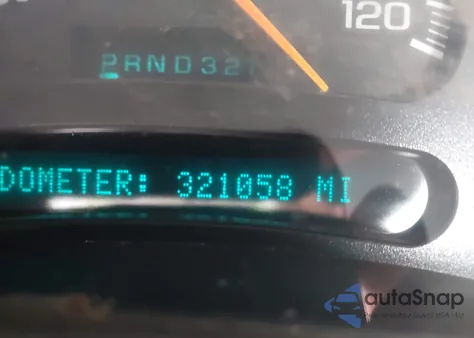 120
PRND32
DOMETER: 321058 MI
autoSnap